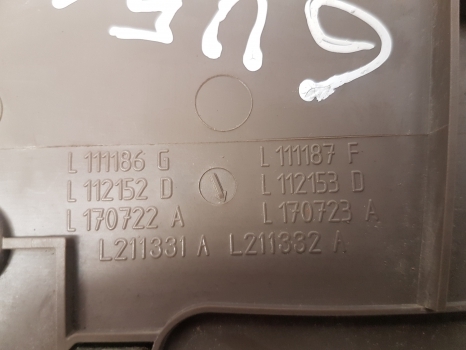 L 111186 G L 111187 F
L 112152 D L 112153 D
L 170722 A L 170723 A
L211331 A L211332 A